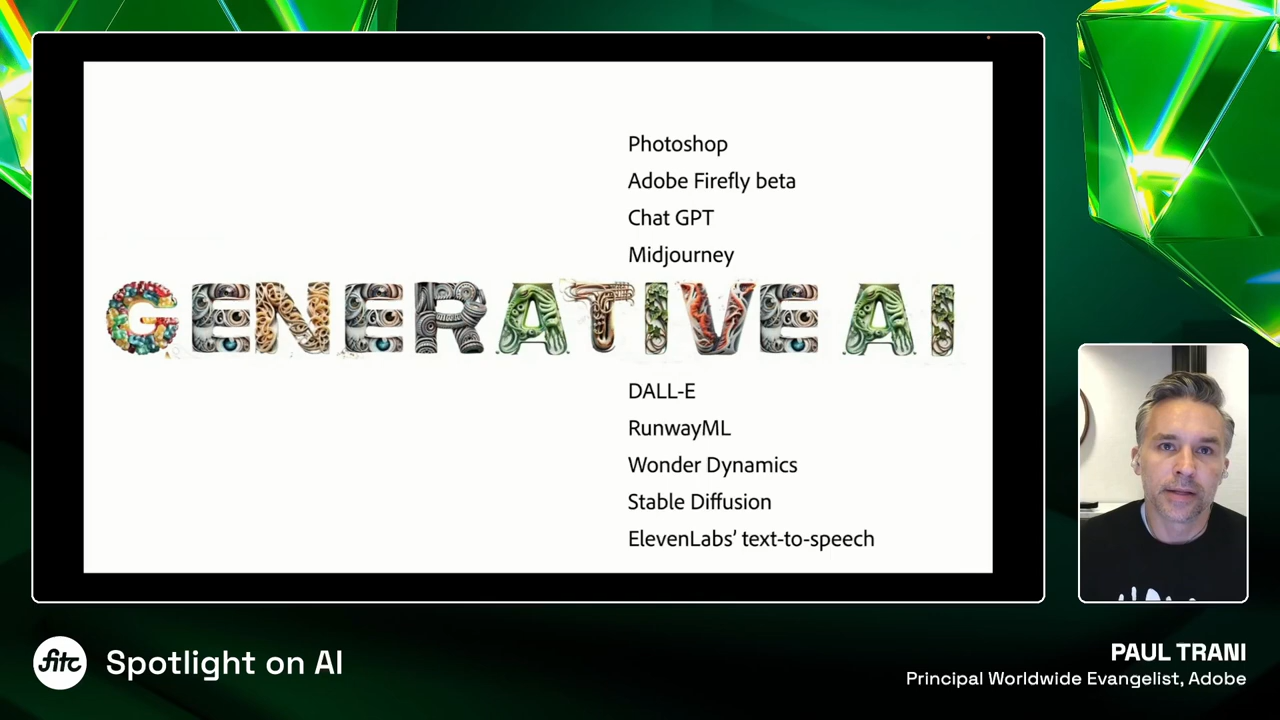 Photoshop
Adobe Firefly beta
Chat GPT
Midjourney
GENERATIVE AI
DALL-E
RunwayML
Wonder Dynamics
Stable Diffusion
ElevenLabs’ text-to-speech
fitc
Spotlight on AI
PAUL TRANI
Principal Worldwide Evangelist, Adobe